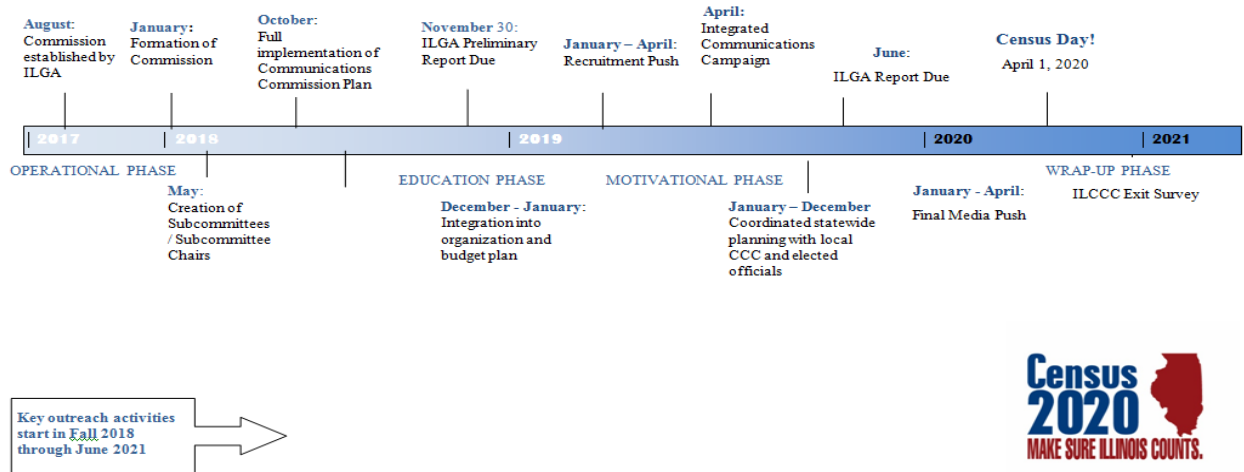 August:
Commission
established by
ILGA
January:
Formation of
Commission
October:
Full
implementation of
Communications
Commission Plan
November 30:
ILGA Preliminary
Report Due
January – April:
Recruitment Push
April:
Integrated
Communications
Campaign
June:
ILGA Report Due
Census Day!
April 1, 2020
2017
2018
2019
2020
2021
OPERATIONAL PHASE
EDUCATION PHASE
MOTIVATIONAL PHASE
WRAP-UP PHASE
May:
Creation of
Subcommittees
/ Subcommittee
Chairs
December - January:
Integration into
organization and
budget plan
January – December
Coordinated statewide
planning with local
CCC and elected
officials
January - April:
Final Media Push
ILCCC Exit Survey
Key outreach activities
start in Fall 2018
through June 2021
Census
2020
MAKE SURE ILLINOIS COUNTS.